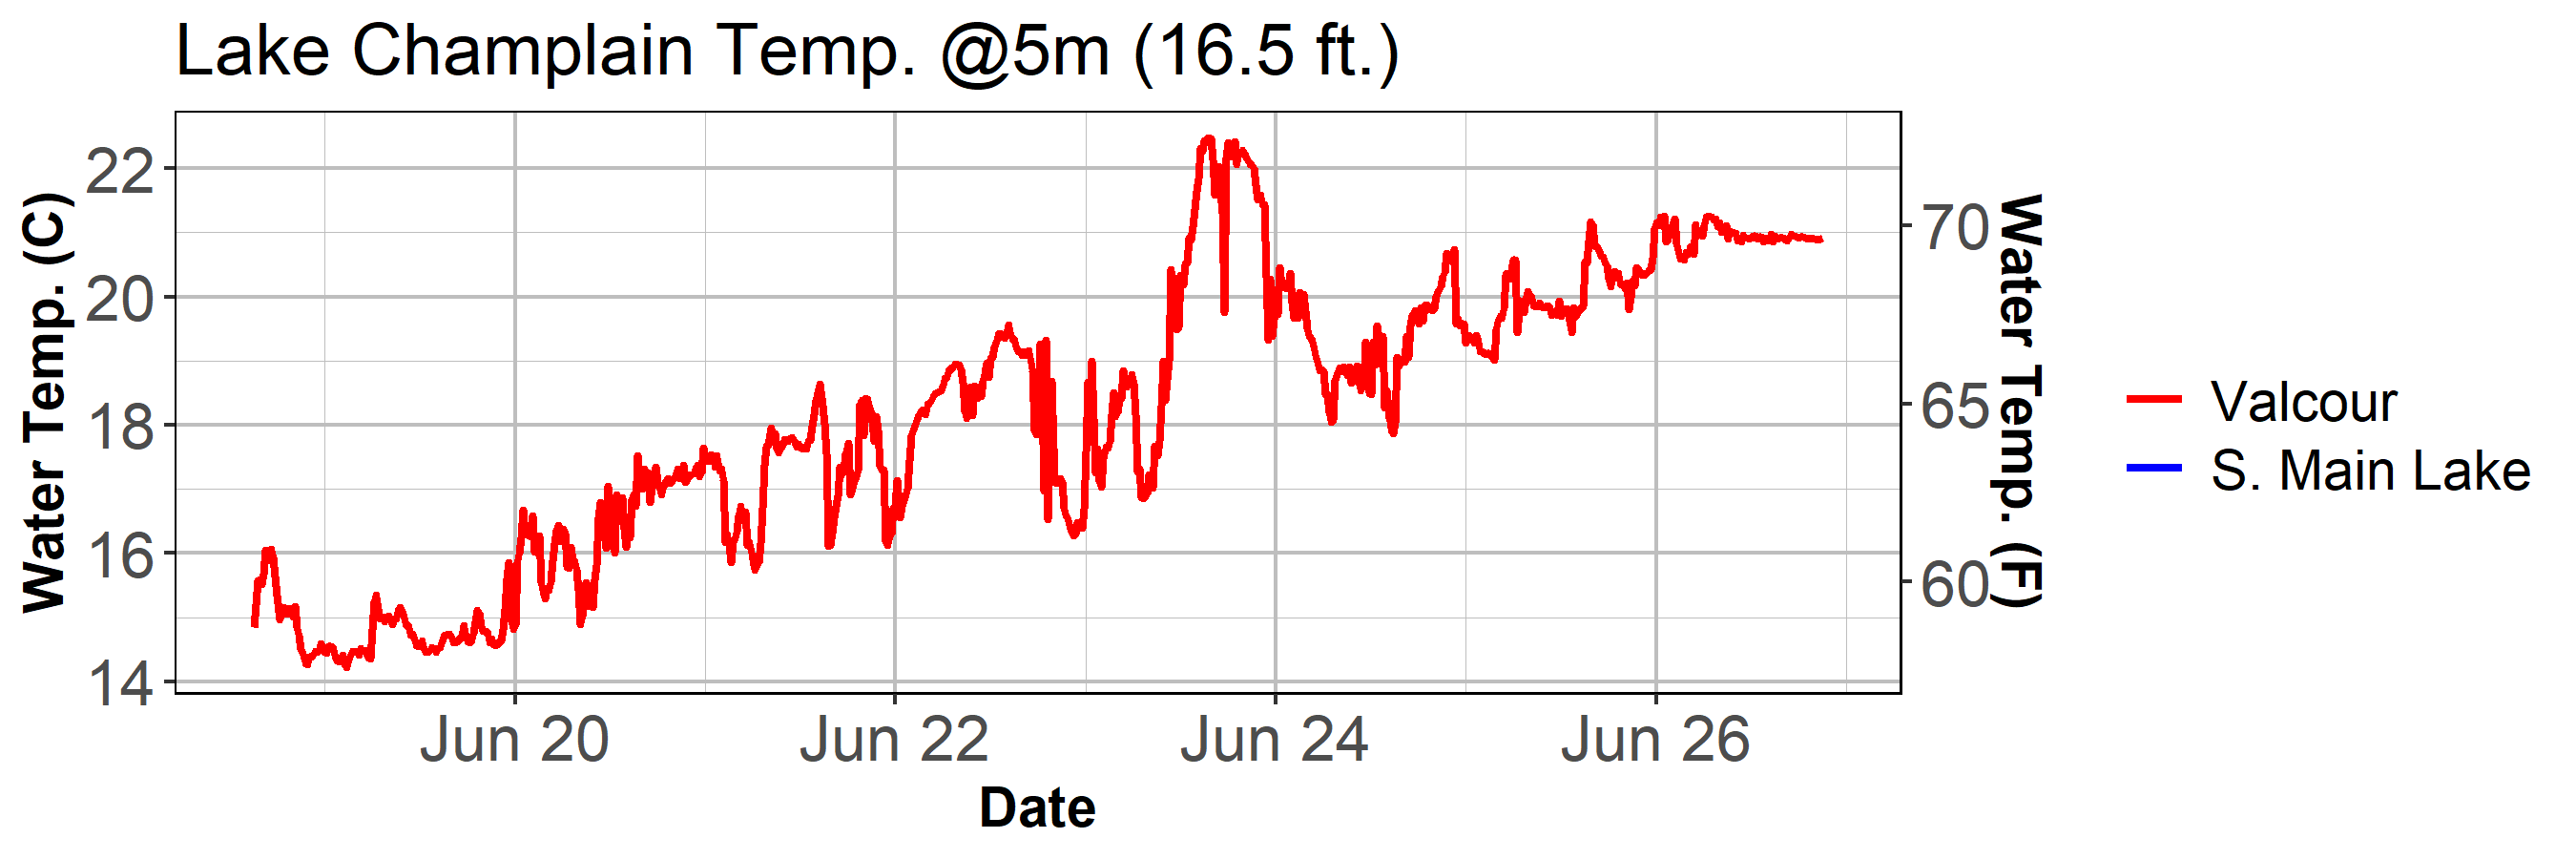 Lake Champlain Temp. @5m (16.5 ft.)
Water Temp. (C)
22
20
18
16
14
70
65
60
Water Temp. (F)
Jun 20
Jun 22
Jun 24
Jun 26
Date
Valcour
S. Main Lake